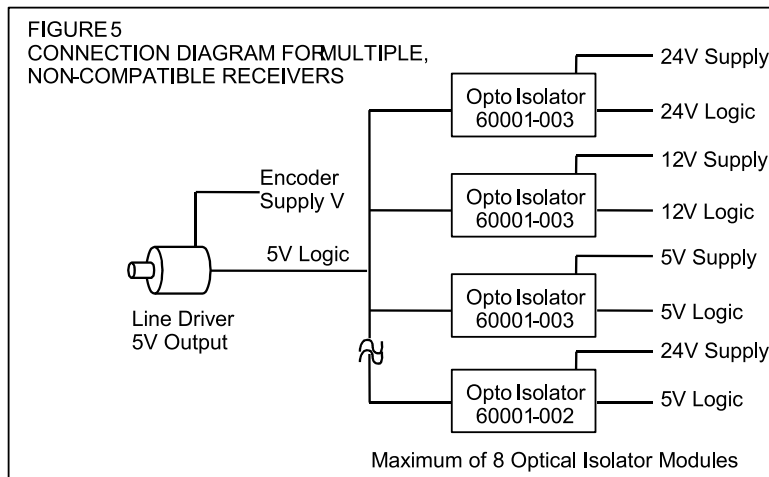 FIGURE 5
CONNECTION DIAGRAM FOR MULTIPLE,
NON-COMPATIBLE RECEIVERS
24V Supply
Opto Isolator
60001-003
24V Logic
12V Supply
Opto Isolator
60001-003
12V Logic
Encoder
Supply V
5V Logic
5V Supply
Opto Isolator
60001-003
5V Logic
Line Driver
5V Output
24V Supply
Opto Isolator
60001-002
5V Logic
Maximum of 8 Optical Isolator Modules